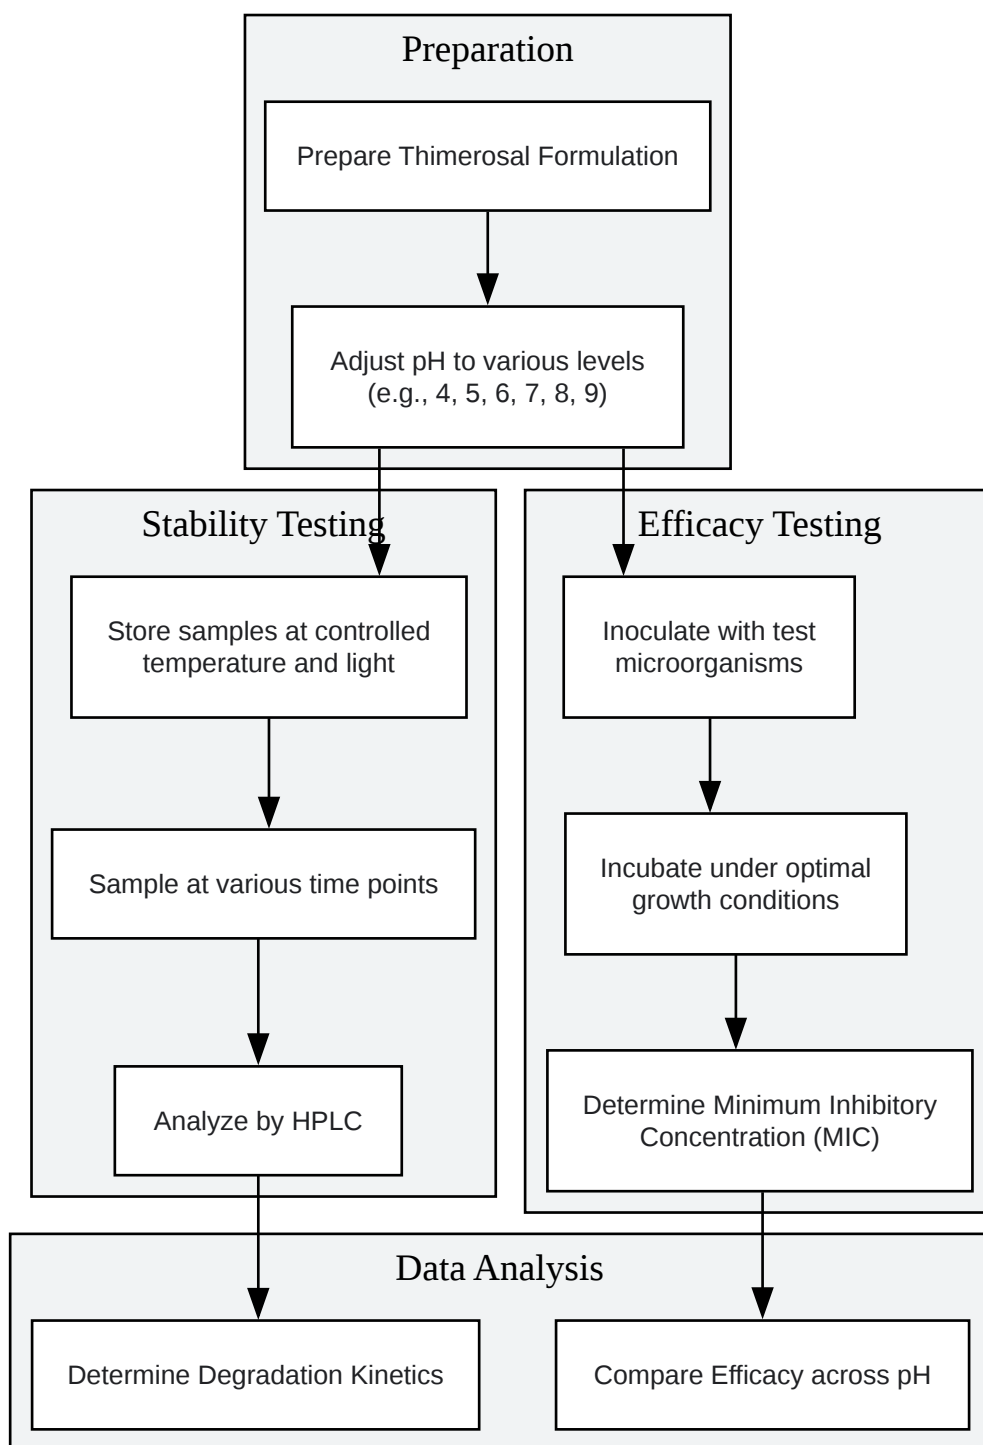 Preparation
Prepare Thimerosal Formulation
Adjust pH to various levels
(e.g., 4, 5, 6, 7, 8, 9)
Stability Testing
Store samples at controlled
temperature and light
Sample at various time points
Analyze by HPLC
Efficacy Testing
Inoculate with test
microorganisms
Incubate under optimal
growth conditions
Determine Minimum Inhibitory
Concentration (MIC)
Data Analysis
Determine Degradation Kinetics
Compare Efficacy across pH